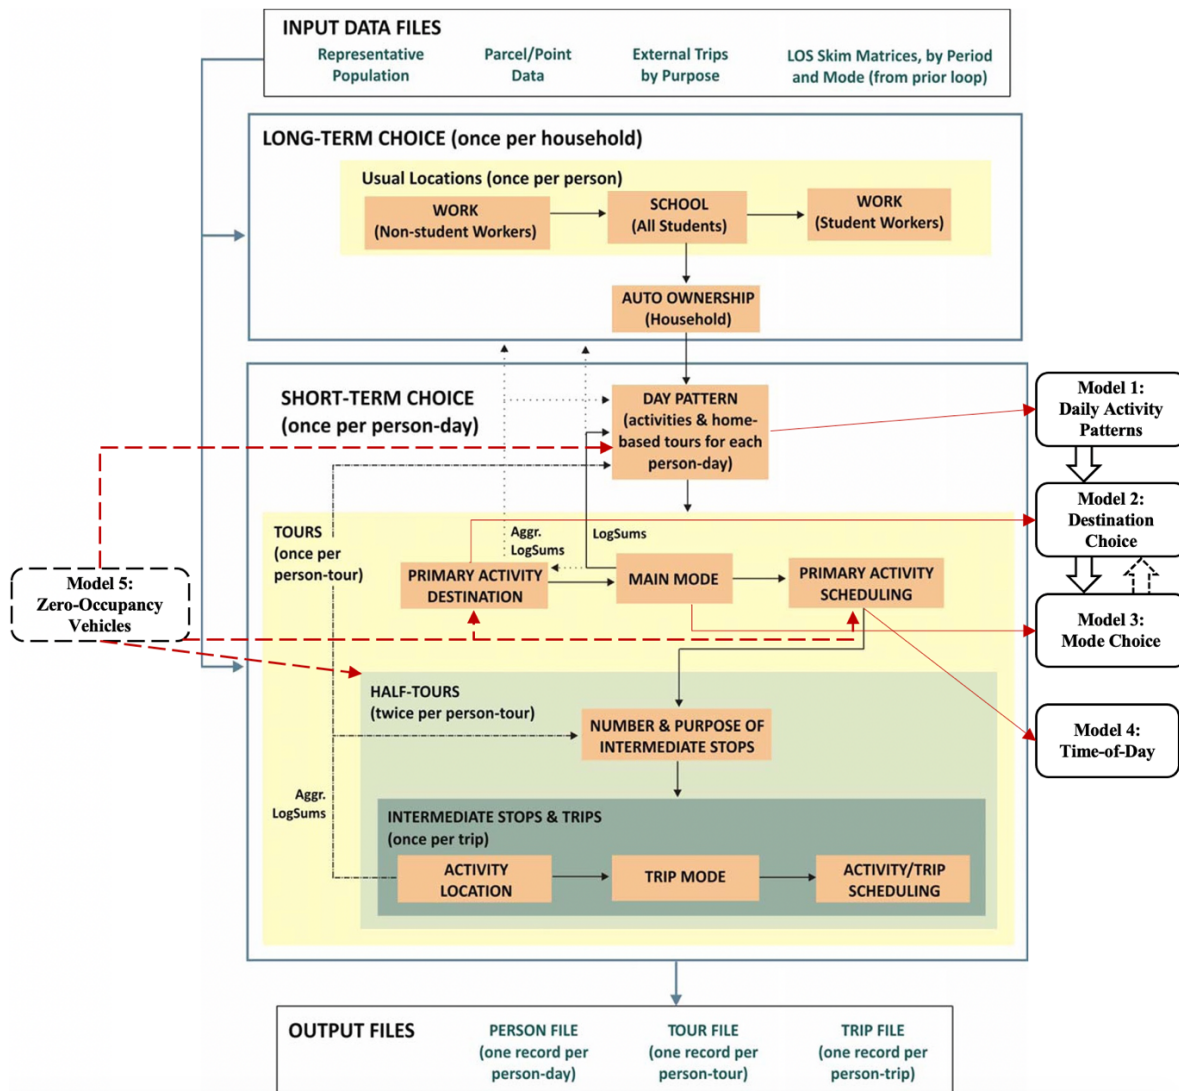 INPUT DATA FILES
Representative
Population
Parcel/Point
Data
External Trips
by Purpose
LOS Skim Matrices, by Period
and Mode (from prior loop)
LONG-TERM CHOICE (once per household)
Usual Locations (once per person)
WORK
(Non-student Workers)
SCHOOL
(All Students)
WORK
(Student Workers)
AUTO OWNERSHIP
(Household)
SHORT-TERM CHOICE
(once per person-day)
DAY PATTERN
(activities & home-
based tours for each
person-day)
Model 1:
Daily Activity
Patterns
Model 2:
Destination
Choice
TOURS
(once per
person-tour)
Aggr.
LogSums
LogSums
PRIMARY ACTIVITY
DESTINATION
MAIN MODE
PRIMARY ACTIVITY
SCHEDULING
Model 5:
Zero-Occupancy
Vehicles
Model 3:
Mode Choice
HALF-TOURS
(twice per person-tour)
NUMBER & PURPOSE OF
INTERMEDIATE STOPS
Model 4:
Time-of-Day
Aggr.
LogSums
INTERMEDIATE STOPS & TRIPS
(once per trip)
ACTIVITY
LOCATION
TRIP MODE
ACTIVITY/TRIP
SCHEDULING
OUTPUT FILES
PERSON FILE
(one record per
person-day)
TOUR FILE
(one record per
person-tour)
TRIP FILE
(one record per
person-trip)